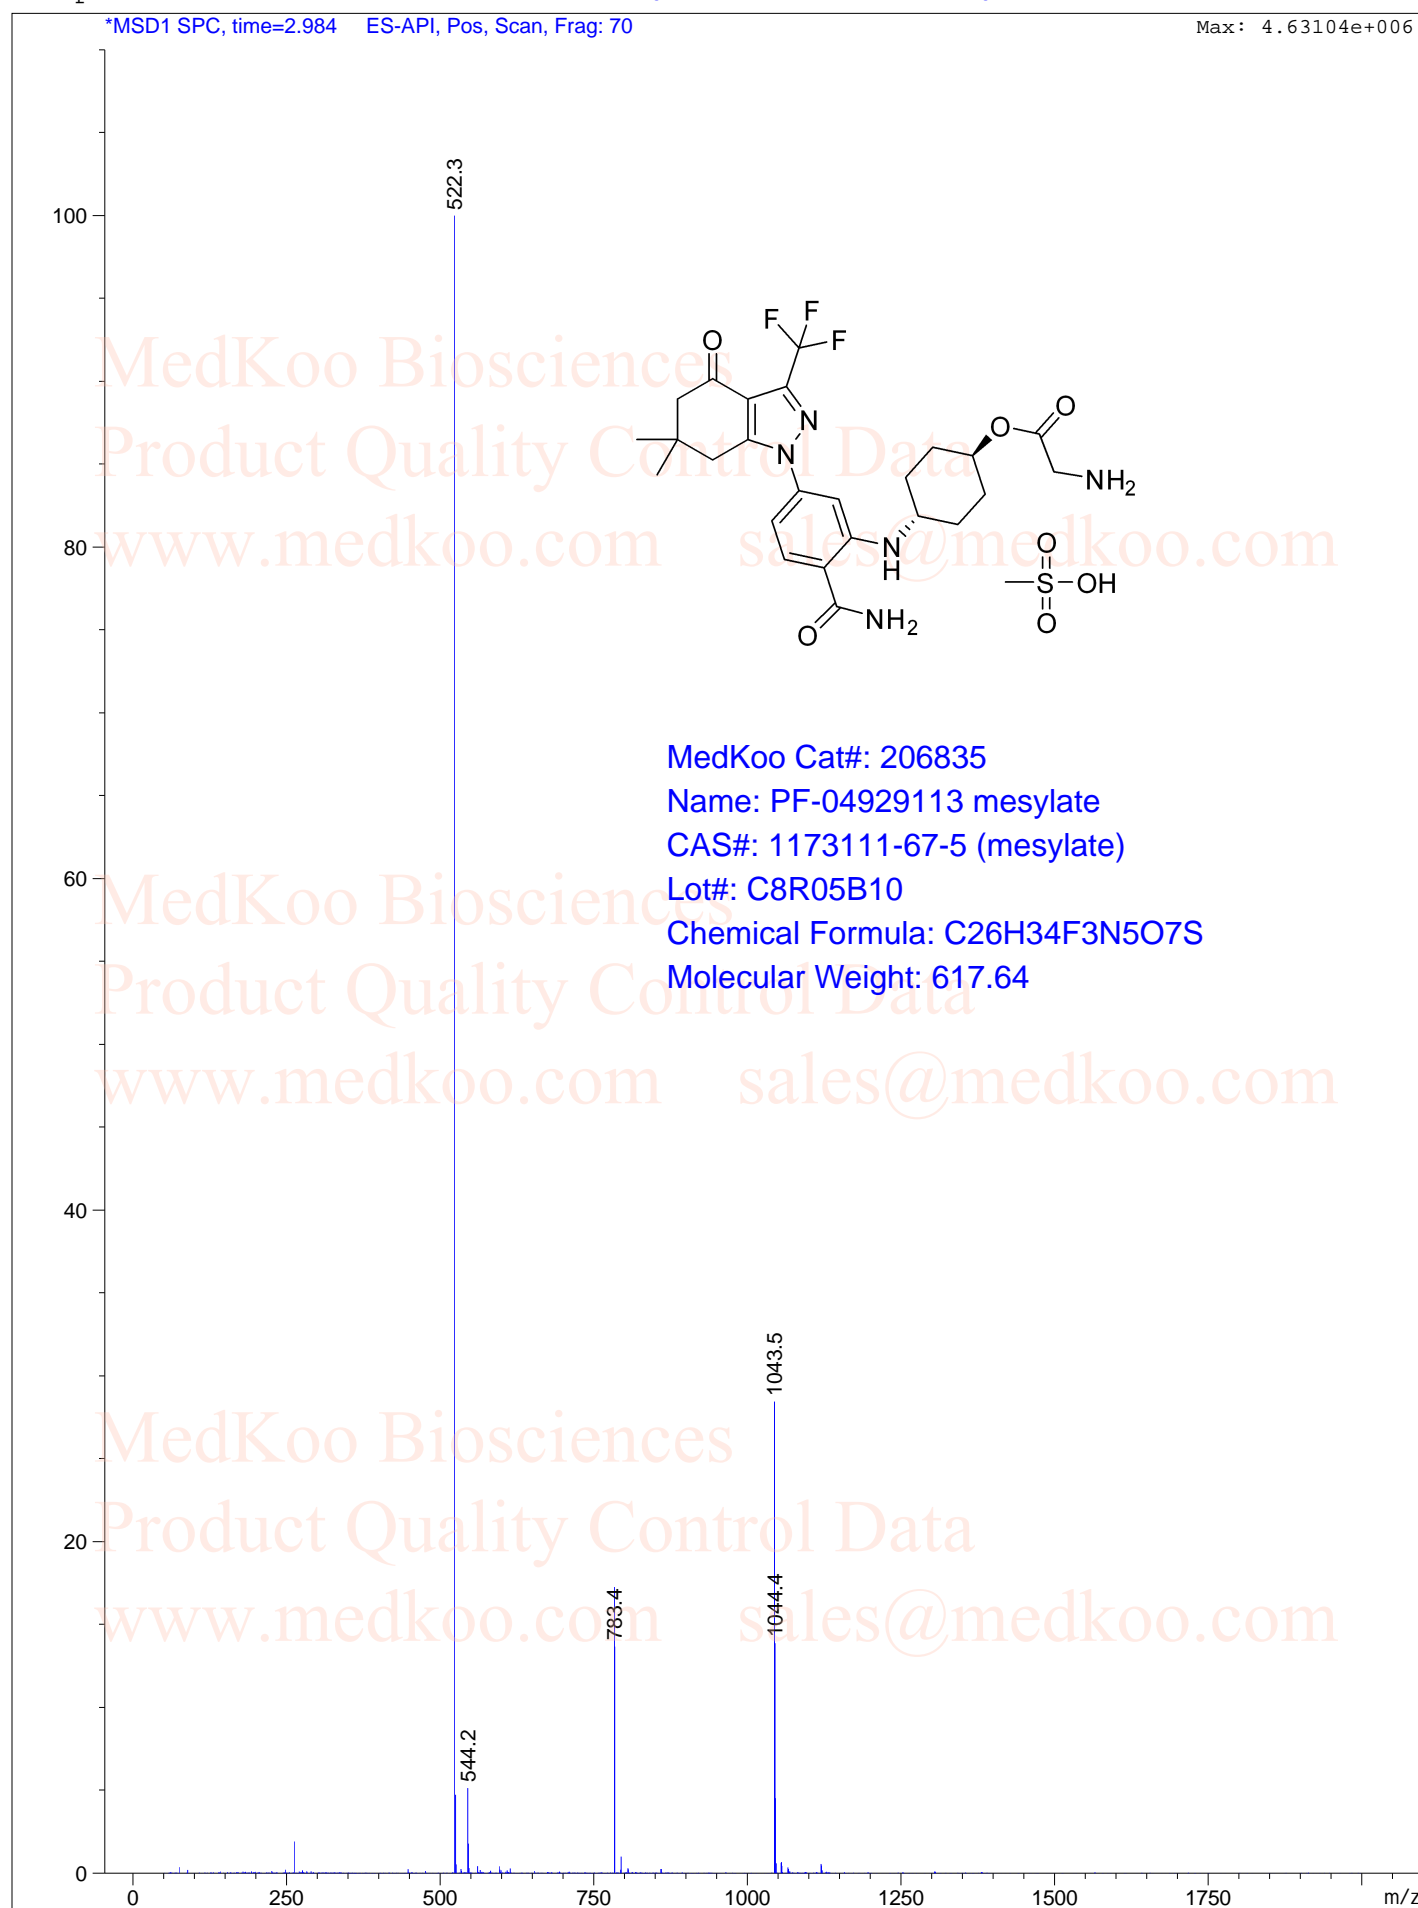 *MSD1 SPC, time=2.984 ES-API, Pos, Scan, Frag: 70
Max: 4.63104e+006
100
80
60
40
20
0
0 250 500 750 1000 1250 1500 1750 m/z
522.3
544.2
783.4
1043.5
1044.4
O
F
F
F
N
N
O
O
NH2
N
H
O
NH2
O
S
OH
O
MedKoo Cat#: 206835
Name: PF-04929113 mesylate
CAS#: 1173111-67-5 (mesylate)
Lot#: C8R05B10
Chemical Formula: C26H34F3N5O7S
Molecular Weight: 617.64
MedKoo Biosciences
Product Quality Control Data
www.medkoo.com sales@medkoo.com
MedKoo Biosciences
Product Quality Control Data
www.medkoo.com sales@medkoo.com
MedKoo Biosciences
Product Quality Control Data
www.medkoo.com sales@medkoo.com